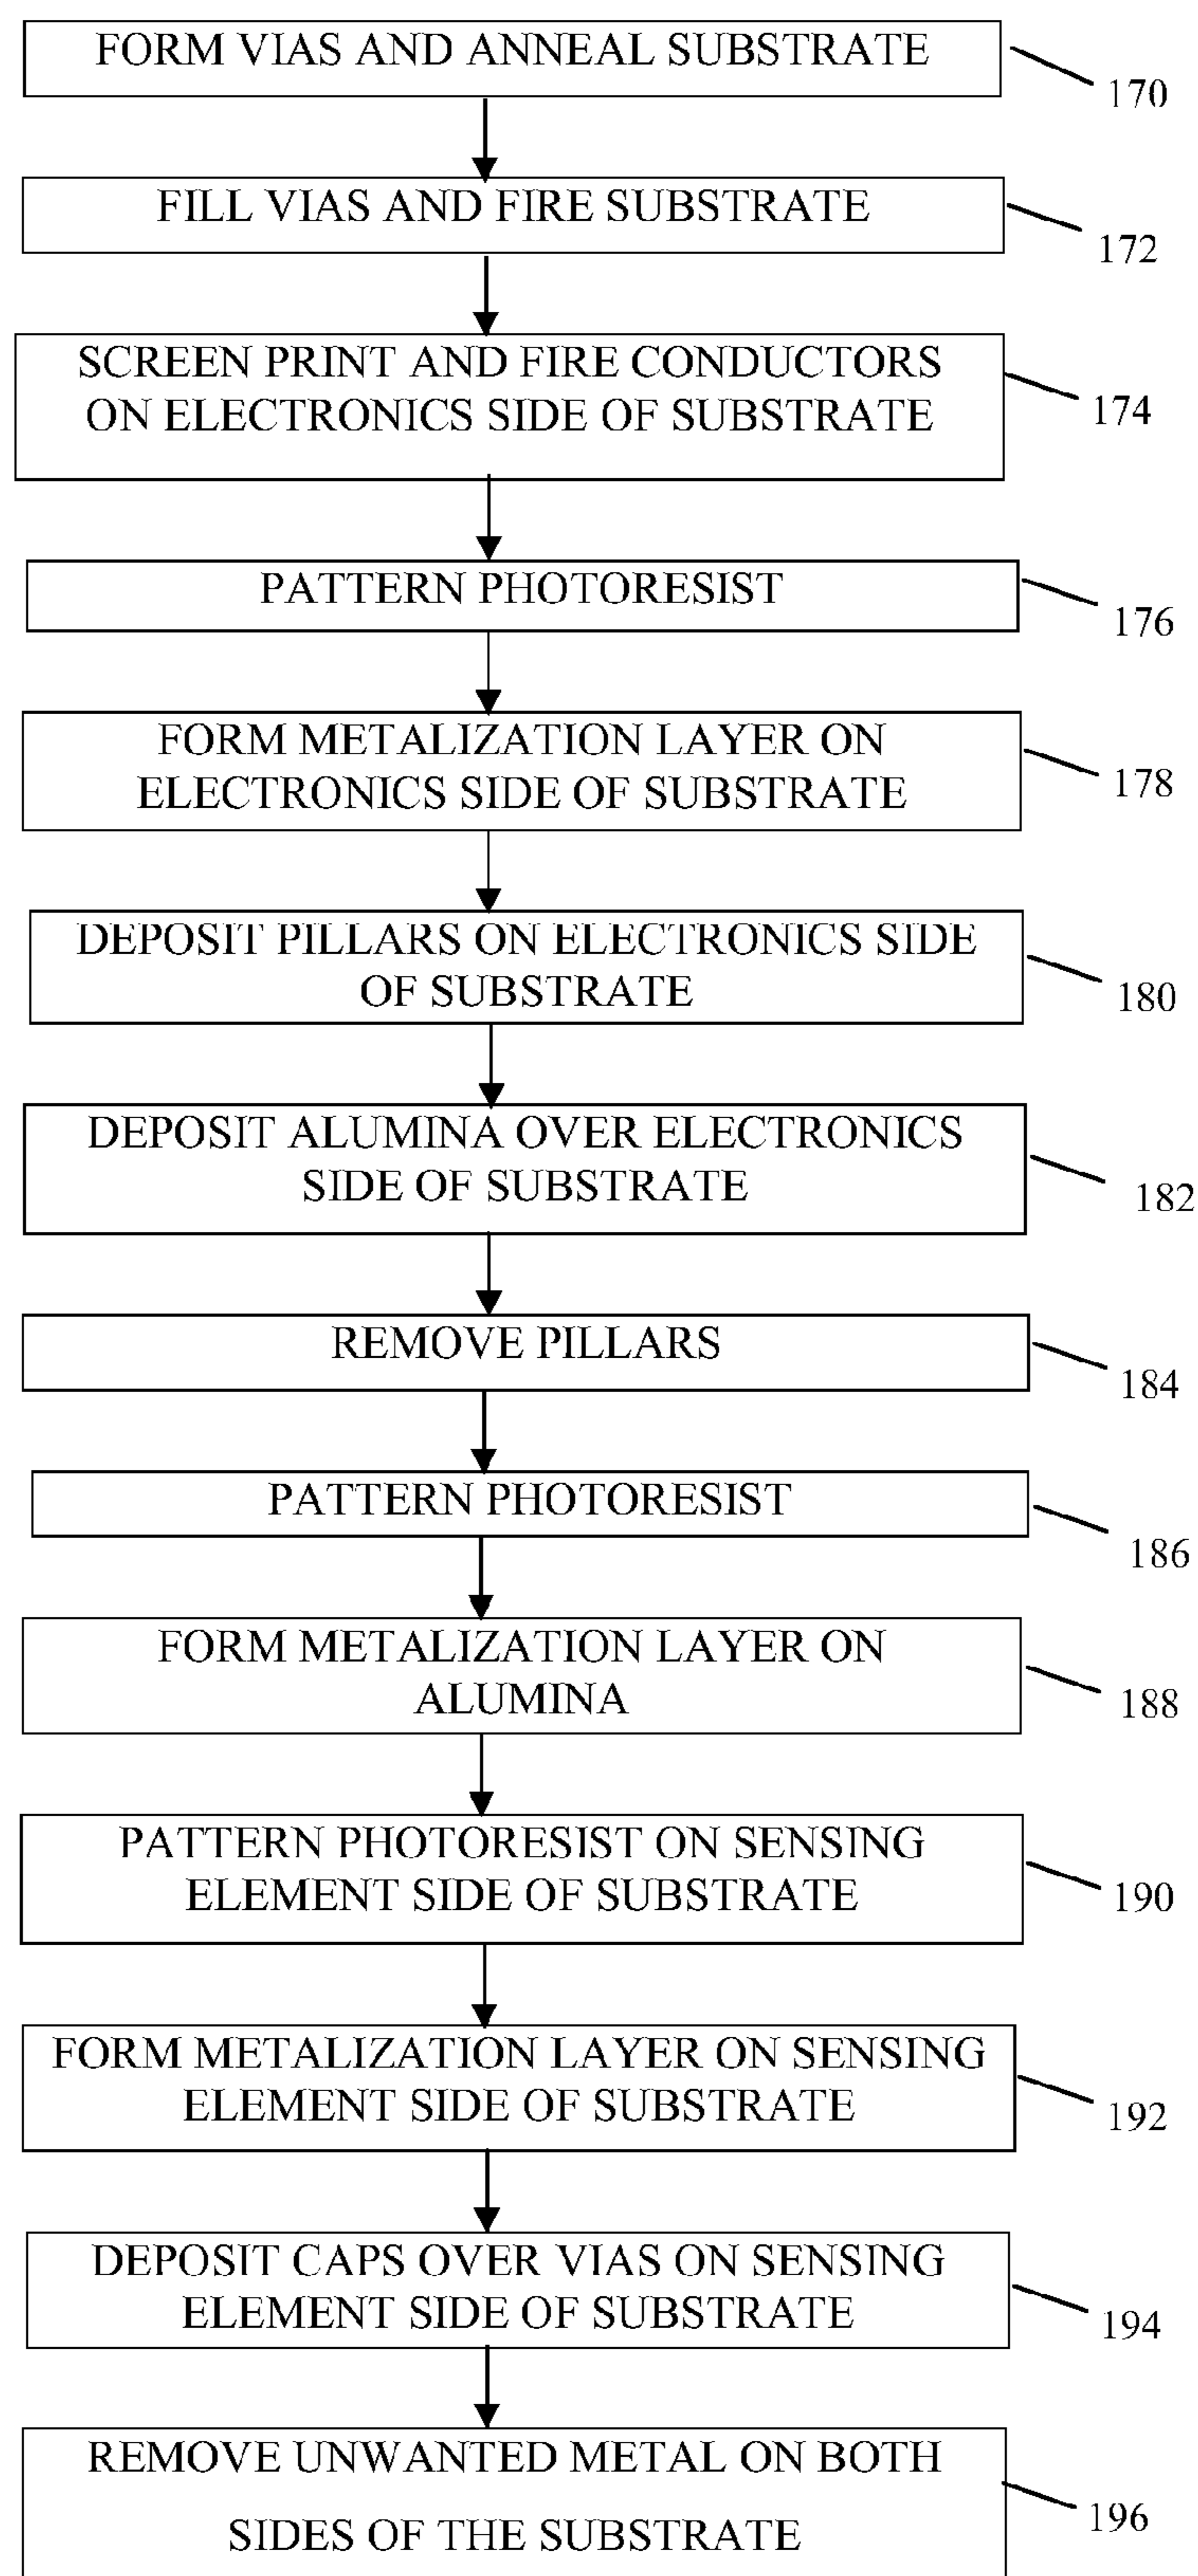 FORM VIAS AND ANNEAL SUBSTRATE
170
FILL VIAS AND FIRE SUBSTRATE
172
SCREEN PRINT AND FIRE CONDUCTORS
ON ELECTRONICS SIDE OF SUBSTRATE
174
PATTERN PHOTORESIST
176
FORM METALIZATION LAYER ON
ELECTRONICS SIDE OF SUBSTRATE
178
DEPOSIT PILLARS ON ELECTRONICS SIDE
OF SUBSTRATE
180
DEPOSIT ALUMINA OVER ELECTRONICS
SIDE OF SUBSTRATE
182
REMOVE PILLARS
184
PATTERN PHOTORESIST
186
FORM METALIZATION LAYER ON
ALUMINA
188
PATTERN PHOTORESIST ON SENSING
ELEMENT SIDE OF SUBSTRATE
190
FORM METALIZATION LAYER ON SENSING
ELEMENT SIDE OF SUBSTRATE
192
DEPOSIT CAPS OVER VIAS ON SENSING
ELEMENT SIDE OF SUBSTRATE
194
REMOVE UNWANTED METAL ON BOTH
SIDES OF THE SUBSTRATE
196